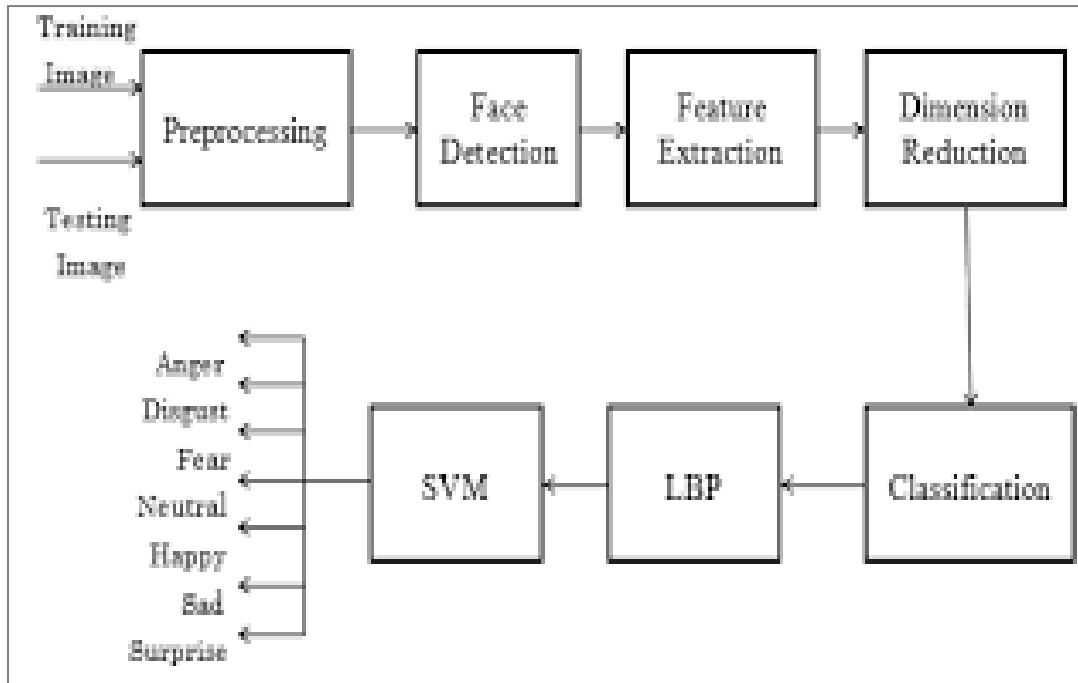 Training
Image
Preprocessing
Face
Detection
Feature
Extraction
Dimension
Reduction
Testing
Image
Anger
Disgust
Fear
Neutral
Happy
Sad
Surprise
SVM
LBP
Classification